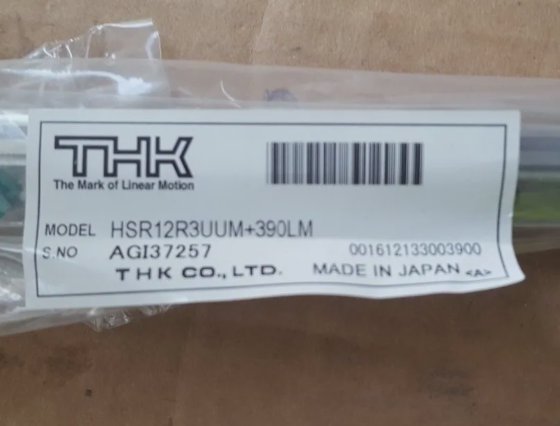 THK
The Mark of Linear Motion
MODEL HSR12R3UUM+390LM
S.NO AGI37257 001612133003900
THK CO., LTD. MADE IN JAPAN <A>